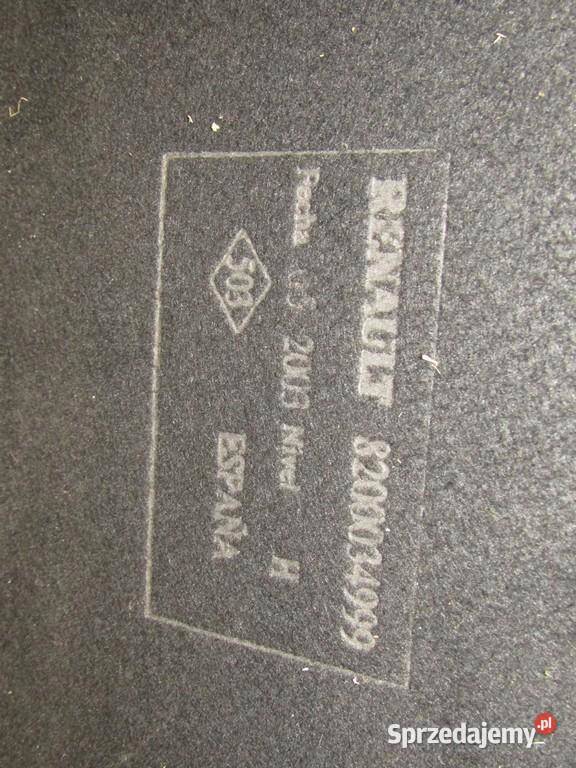 RENAULT 8200034999
Fecha 05 2003 Nivel H
503 ESPAÑA
Sprzedajemy.pl